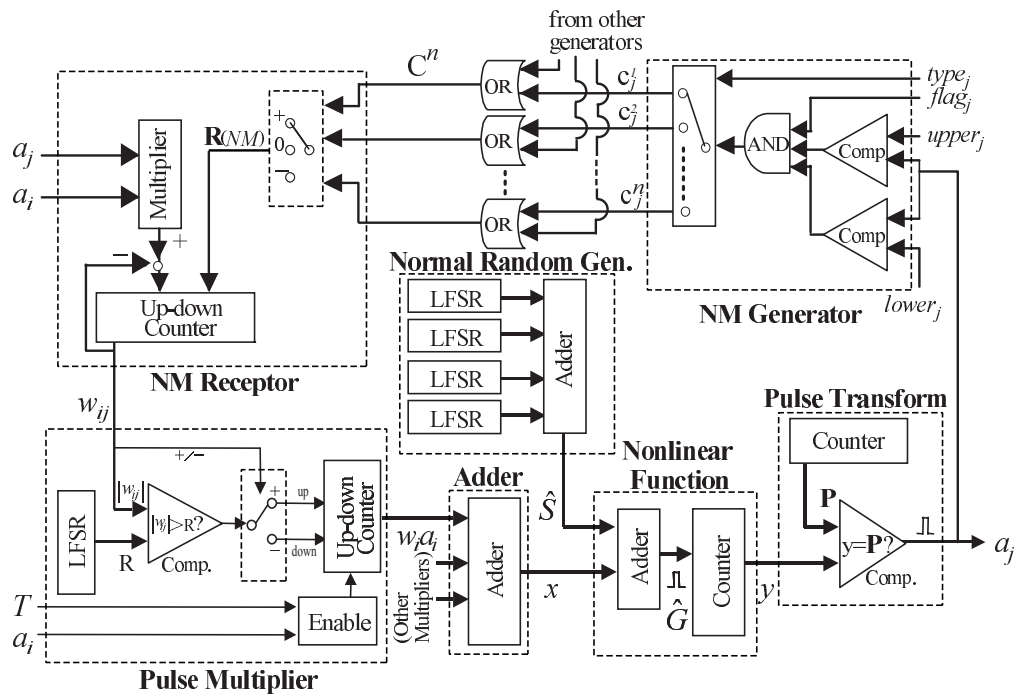 from other
generators
Cⁿ
OR
c_j^1
type_j
flag_j
+
0
−
R(NM)
OR
c_j^2
AND
Comp
upper_j
a_j
a_i
Multiplier
OR
c_j^n
Comp
+
−
Up-down
Counter
NM Receptor
Normal Random Gen.
LFSR
LFSR
LFSR
LFSR
Adder
NM Generator
lower_j
w_ij
Pulse Transform
Counter
P
y=P?
Comp.
a_j
+/−
|w_ij|
LFSR
R
|w_ij|>R?
Comp.
+
−
up
down
Up-down
Counter
T
a_i
Enable
Pulse Multiplier
Adder
w_i a_i
(Other
Multipliers)
Adder
x
Ŝ
Nonlinear
Function
Adder
Ĝ
Counter
y